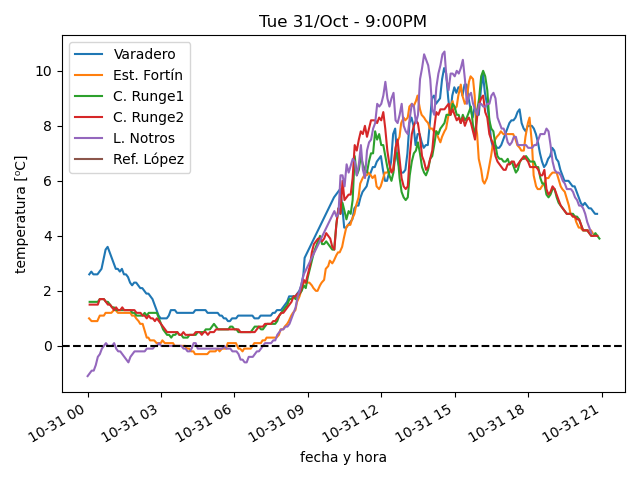 Tue 31/Oct - 9:00PM
Varadero
Est. Fortín
C. Runge1
C. Runge2
L. Notros
Ref. López
temperatura [ºC]
10
8
6
4
2
0
10-31 00
10-31 03
10-31 06
10-31 09
10-31 12
10-31 15
10-31 18
10-31 21
fecha y hora